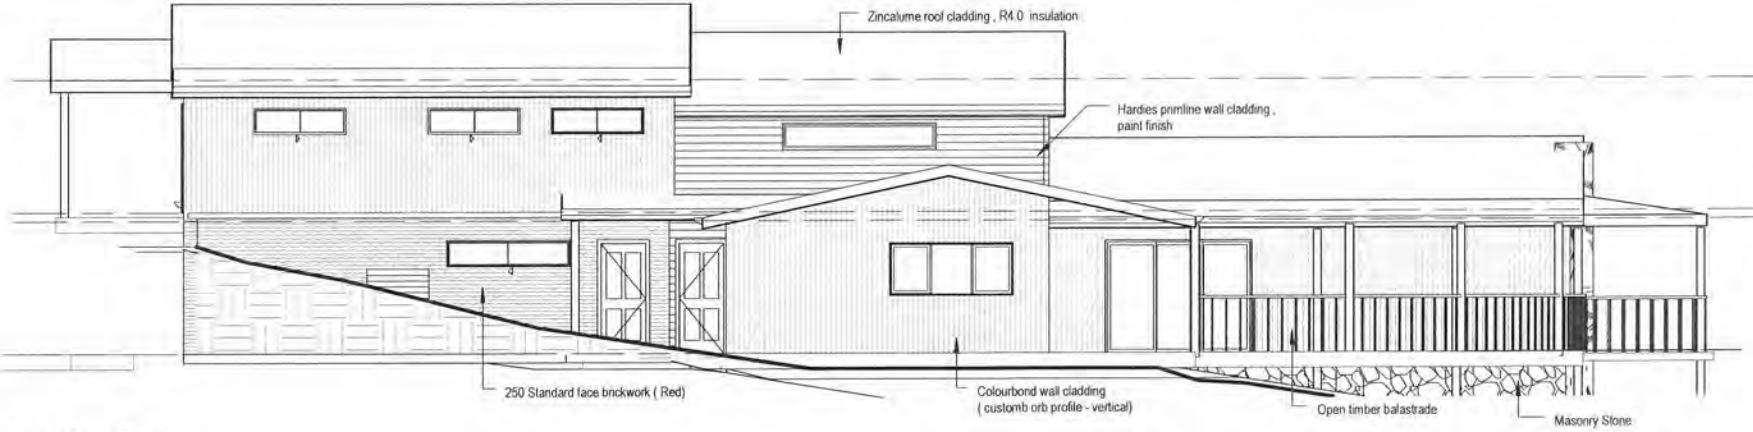 Zincalume roof cladding , R4.0 insulation
Hardies primline wall cladding ,
paint finish
250 Standard face brickwork ( Red)
Colourbond wall cladding
( customb orb profile - vertical)
Open timber balastrade
Masonry Stone